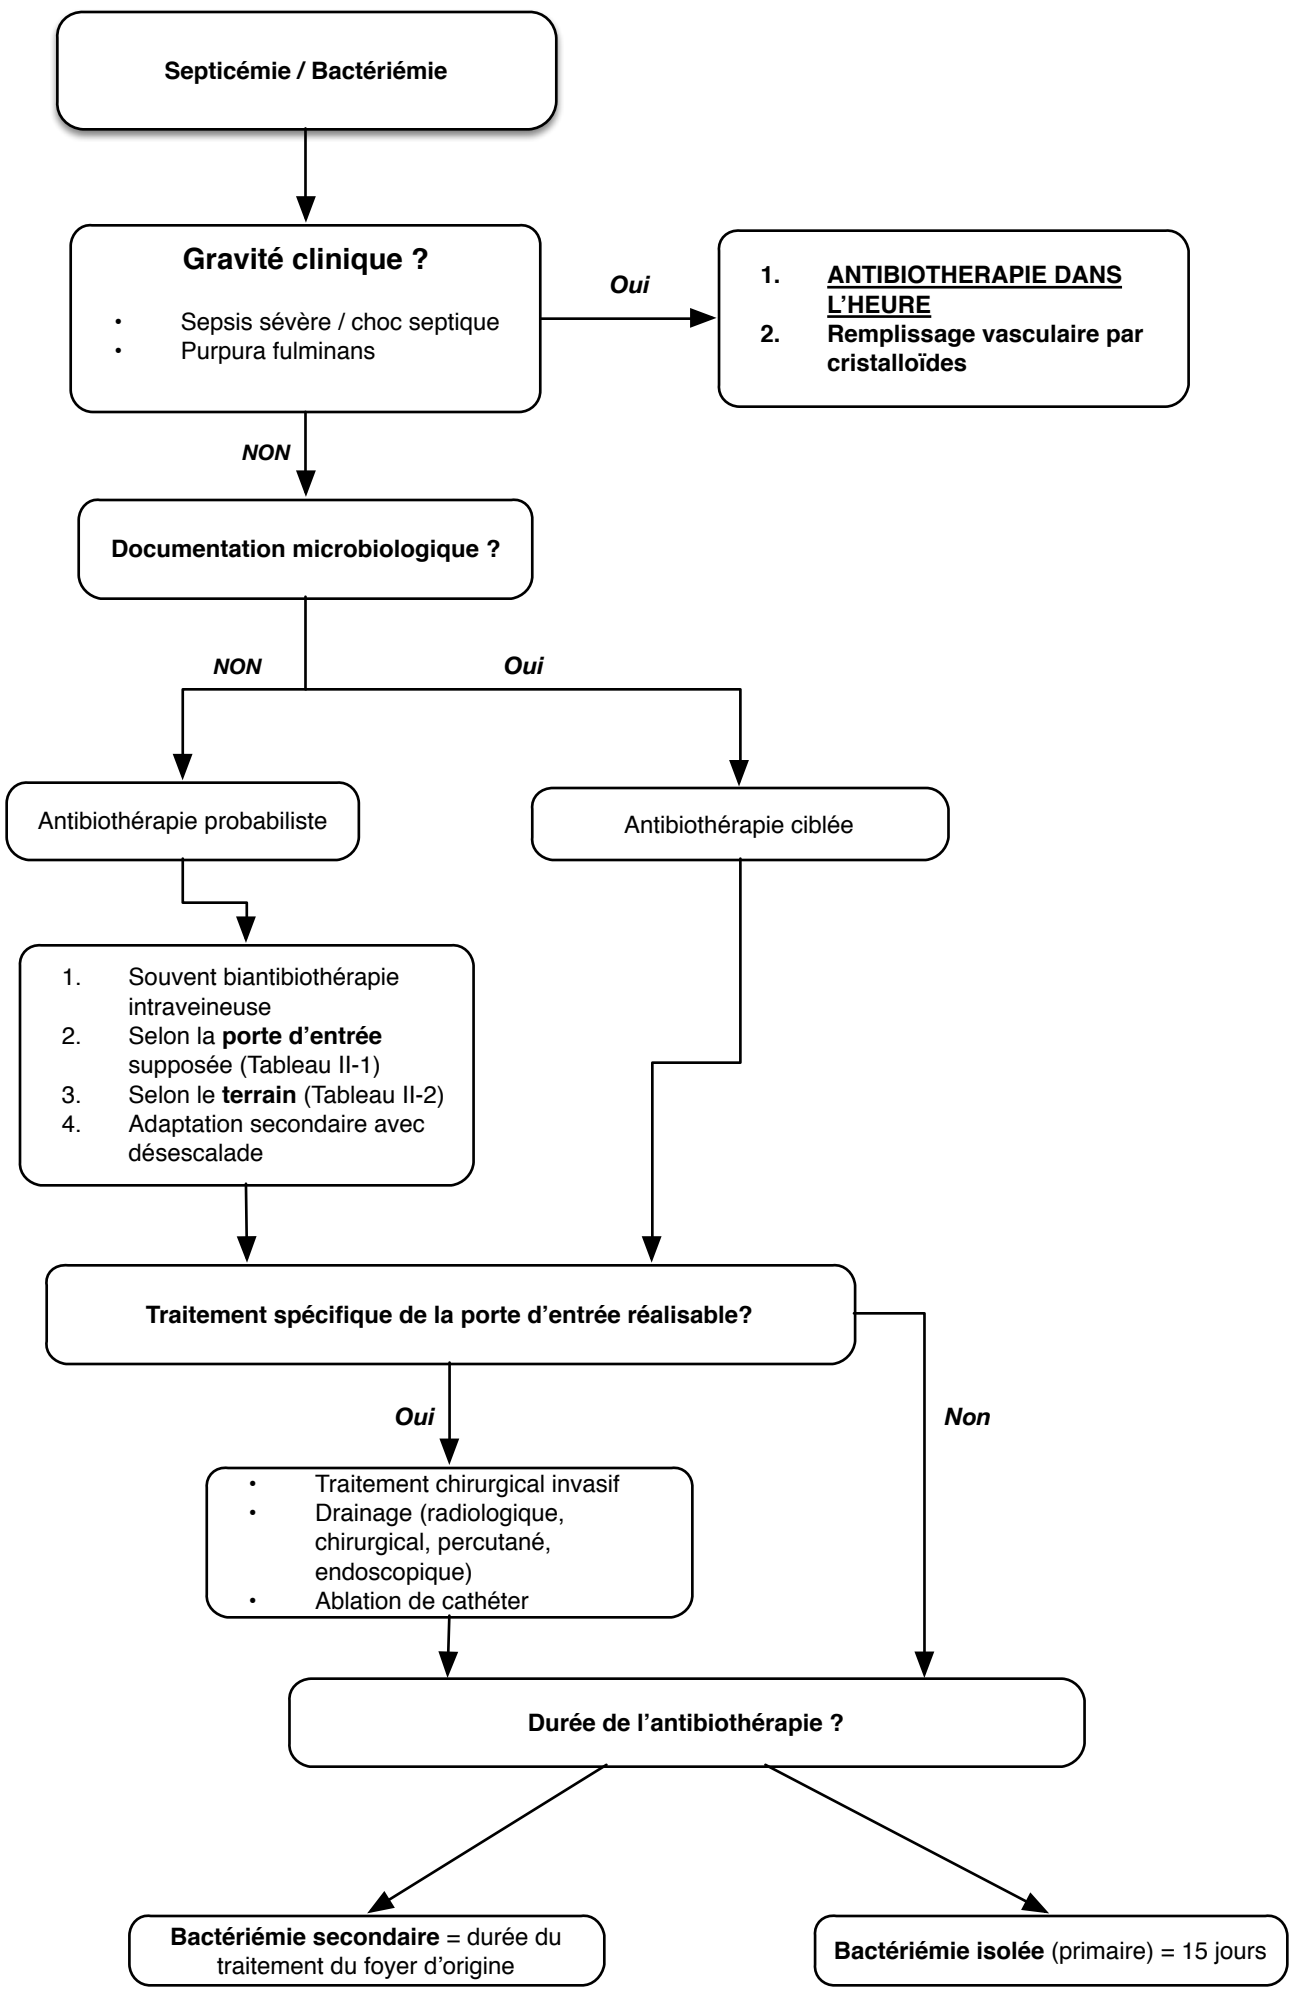 Septicémie / Bactériémie
Gravité clinique ?
• Sepsis sévère / choc septique
• Purpura fulminans
Oui
1. ANTIBIOTHERAPIE DANS
L'HEURE
2. Remplissage vasculaire par
cristalloïdes
NON
Documentation microbiologique ?
NON
Oui
Antibiothérapie probabiliste
Antibiothérapie ciblée
1. Souvent biantibiothérapie
intraveineuse
2. Selon la porte d'entrée
supposée (Tableau II-1)
3. Selon le terrain (Tableau II-2)
4. Adaptation secondaire avec
désescalade
Traitement spécifique de la porte d'entrée réalisable?
Oui
Non
• Traitement chirurgical invasif
• Drainage (radiologique,
chirurgical, percutané,
endoscopique)
• Ablation de cathéter
Durée de l'antibiothérapie ?
Bactériémie secondaire = durée du
traitement du foyer d'origine
Bactériémie isolée (primaire) = 15 jours